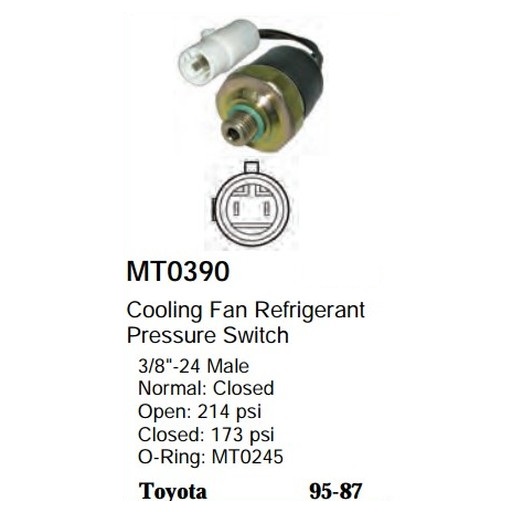 MT0390
Cooling Fan Refrigerant
Pressure Switch
3/8"-24 Male
Normal: Closed
Open: 214 psi
Closed: 173 psi
O-Ring: MT0245
Toyota 95-87